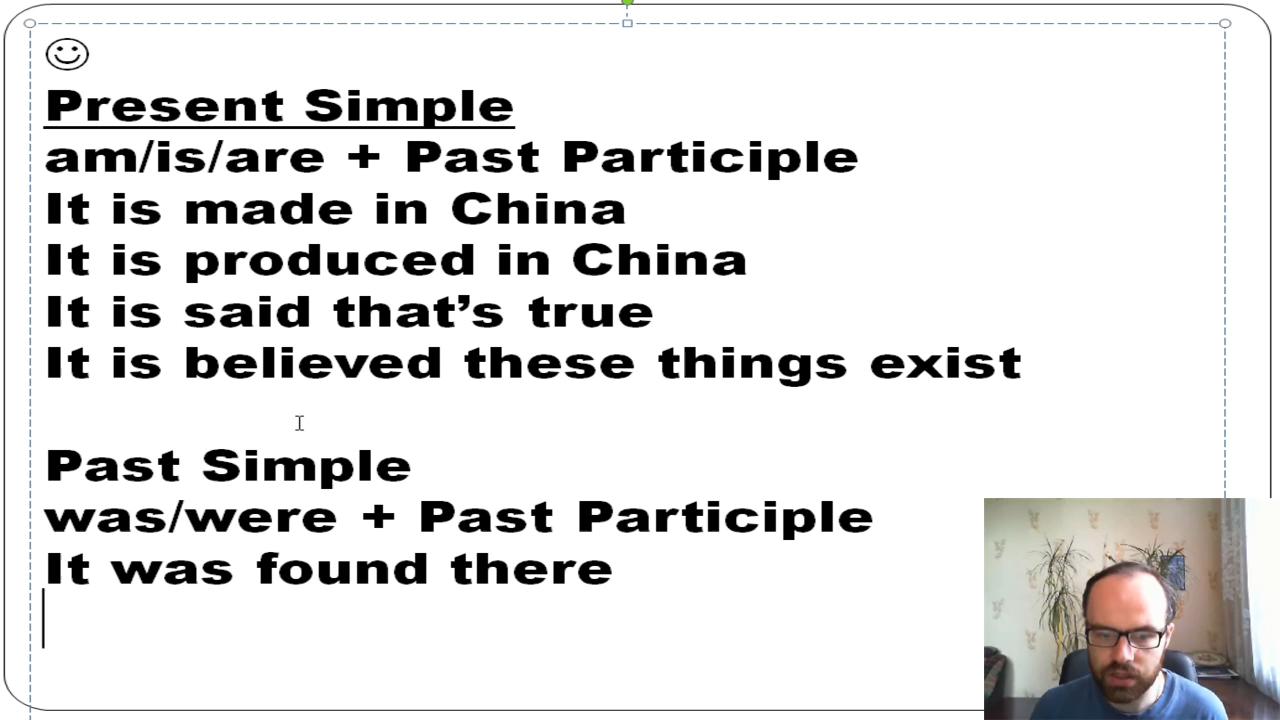 Present Simple
am/is/are + Past Participle
It is made in China
It is produced in China
It is said that’s true
It is believed these things exist
Past Simple
was/were + Past Participle
It was found there